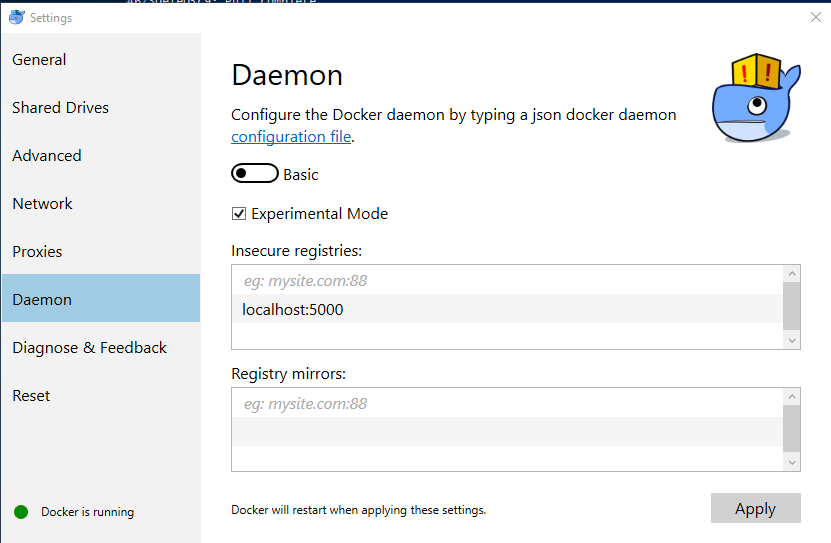 Settings
General
Shared Drives
Advanced
Network
Proxies
Daemon
Diagnose & Feedback
Reset
Docker is running
Daemon
Configure the Docker daemon by typing a json docker daemon
configuration file.
Basic
Experimental Mode
Insecure registries:
eg: mysite.com:88
localhost:5000
Registry mirrors:
eg: mysite.com:88
Docker will restart when applying these settings.
Apply